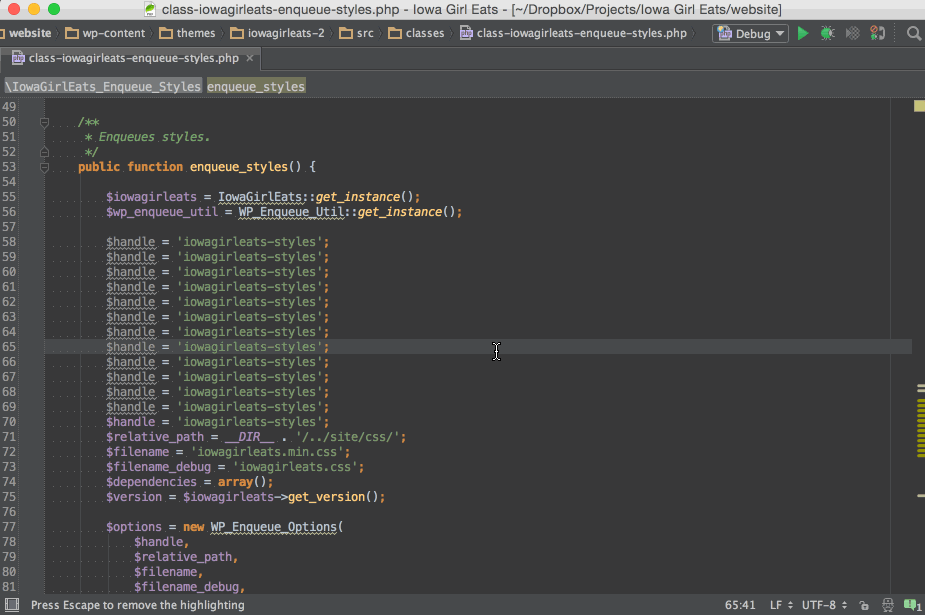 class-iowagirleats-enqueue-styles.php - Iowa Girl Eats - [~/Dropbox/Projects/Iowa Girl Eats/website]
website wp-content themes iowagirleats-2 src classes class-iowagirleats-enqueue-styles.php Debug
class-iowagirleats-enqueue-styles.php ×
\IowaGirlEats_Enqueue_Styles enqueue_styles
49
50 /**
51 * Enqueues styles.
52 */
53 public function enqueue_styles() {
54
55 $iowagirleats = IowaGirlEats::get_instance();
56 $wp_enqueue_util = WP_Enqueue_Util::get_instance();
57
58 $handle = 'iowagirleats-styles';
59 $handle = 'iowagirleats-styles';
60 $handle = 'iowagirleats-styles';
61 $handle = 'iowagirleats-styles';
62 $handle = 'iowagirleats-styles';
63 $handle = 'iowagirleats-styles';
64 $handle = 'iowagirleats-styles';
65 $handle = 'iowagirleats-styles';
66 $handle = 'iowagirleats-styles';
67 $handle = 'iowagirleats-styles';
68 $handle = 'iowagirleats-styles';
69 $handle = 'iowagirleats-styles';
70 $handle = 'iowagirleats-styles';
71 $relative_path = __DIR__ . '/../site/css/';
72 $filename = 'iowagirleats.min.css';
73 $filename_debug = 'iowagirleats.css';
74 $dependencies = array();
75 $version = $iowagirleats->get_version();
76
77 $options = new WP_Enqueue_Options(
78 $handle,
79 $relative_path,
80 $filename,
81 $filename_debug,
Press Escape to remove the highlighting 65:41 LF UTF-8 1